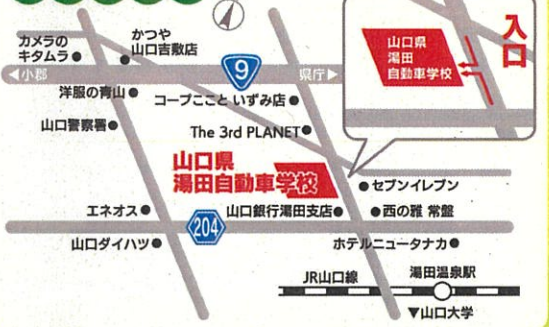 カメラの
キタムラ
かつや
山口吉敷店
◀小郡
9
県庁▶
洋服の青山
コープここと いずみ店
山口警察署
The 3rd PLANET
山口県
湯田自動車学校
セブンイレブン
エネオス
204
山口銀行湯田支店
西の雅 常盤
山口ダイハツ
ホテルニュータナカ
JR山口線
湯田温泉駅
▼山口大学
山口県
湯田
自動車学校
入口